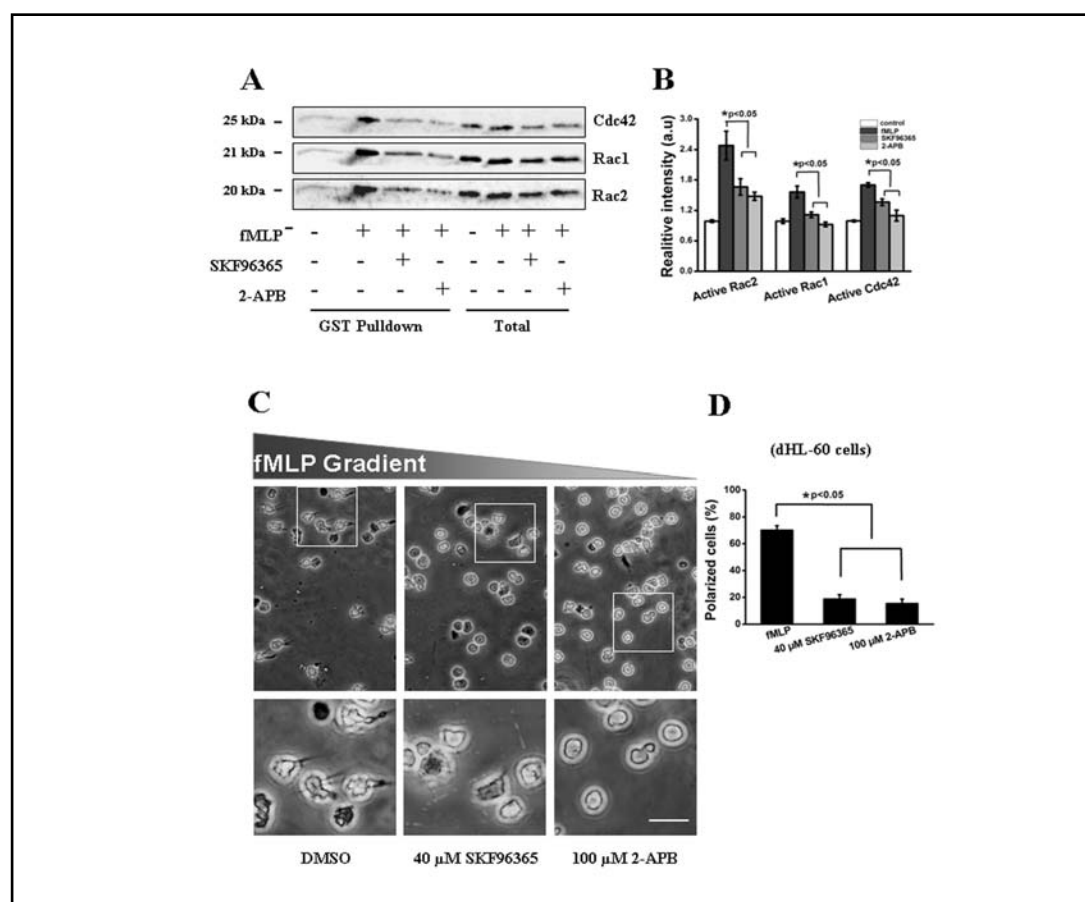 A
25 kDa –
Cdc42
21 kDa –
Rac1
20 kDa –
Rac2
fMLP – - + + + - + + +
SKF96365 - - + - - - + -
2-APB - - - + - - - +
GST Pulldown
Total
B
Realitive intensity (a.u)
3.0
2.4
1.8
1.2
0.6
0.0
*p<0.05
*p<0.05
*p<0.05
control
fMLP
SKF96365
2-APB
Active Rac2
Active Rac1
Active Cdc42
C
fMLP Gradient
DMSO
40 µM SKF96365
100 µM 2-APB
D
(dHL-60 cells)
Polarized cells (%)
100
80
60
40
20
0
*p<0.05
fMLP
40 µM SKF96365
100 µM 2-APB